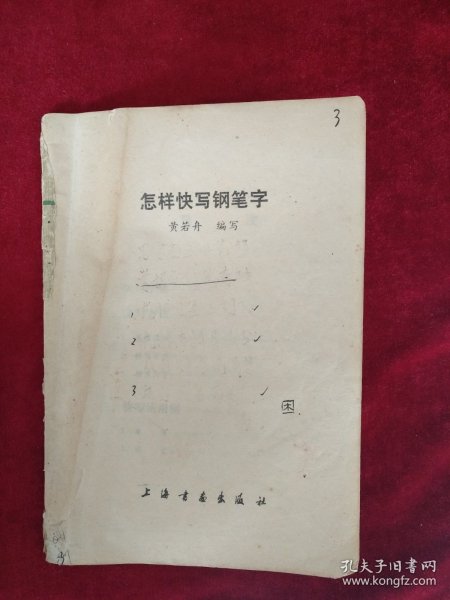 3
怎样快写钢笔字
黄若舟 编写
1 ✓
2 ✓
3 ✓
木
上海书画出版社
孔夫子旧书网
www.kongfz.com